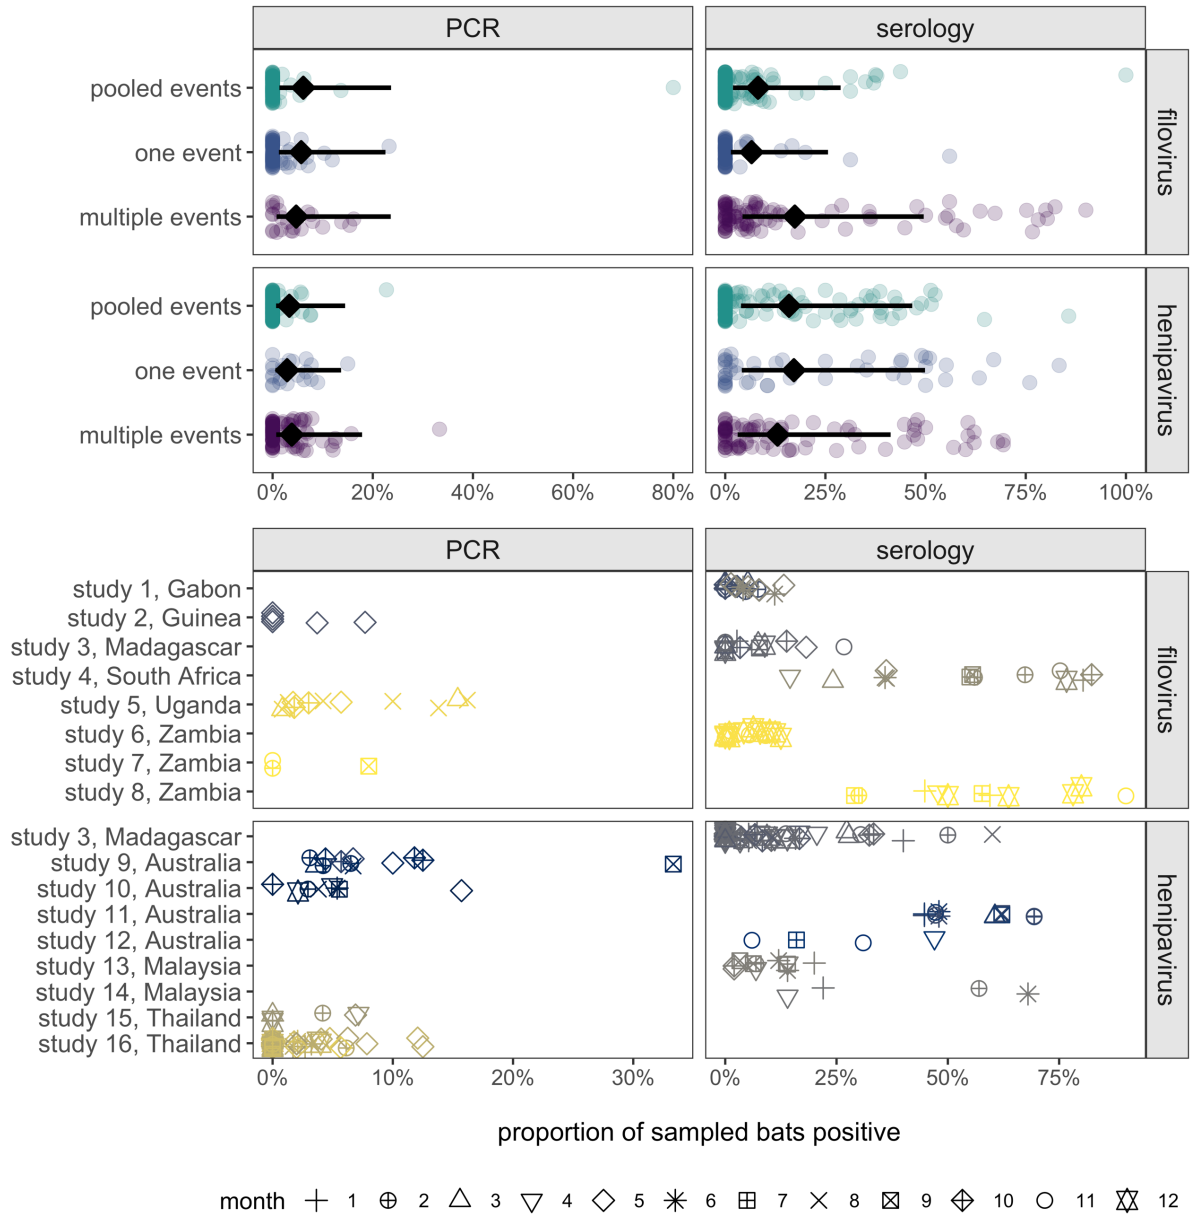 PCR
serology
pooled events
one event
multiple events
filovirus
pooled events
one event
multiple events
henipavirus
0% 20% 40% 60% 80%
0% 25% 50% 75% 100%
PCR
serology
study 1, Gabon
study 2, Guinea
study 3, Madagascar
study 4, South Africa
study 5, Uganda
study 6, Zambia
study 7, Zambia
study 8, Zambia
filovirus
study 3, Madagascar
study 9, Australia
study 10, Australia
study 11, Australia
study 12, Australia
study 13, Malaysia
study 14, Malaysia
study 15, Thailand
study 16, Thailand
henipavirus
0% 10% 20% 30%
0% 25% 50% 75%
proportion of sampled bats positive
month 1 2 3 4 5 6 7 8 9 10 11 12